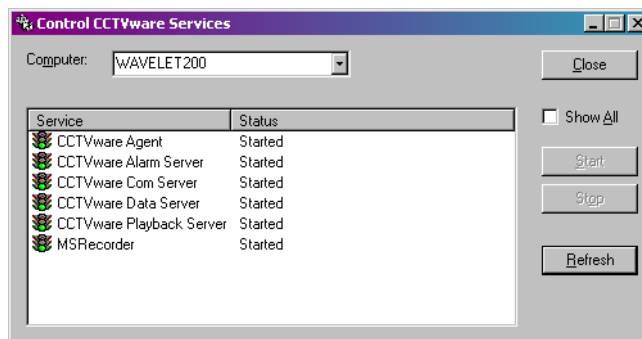 Control CCTVware Services
Computer: WAVELET200 Close
Service Status Show All
CCTVware Agent Started
CCTVware Alarm Server Started Start
CCTVware Com Server Started
CCTVware Data Server Started Stop
CCTVware Playback Server Started
MSRecorder Started Refresh